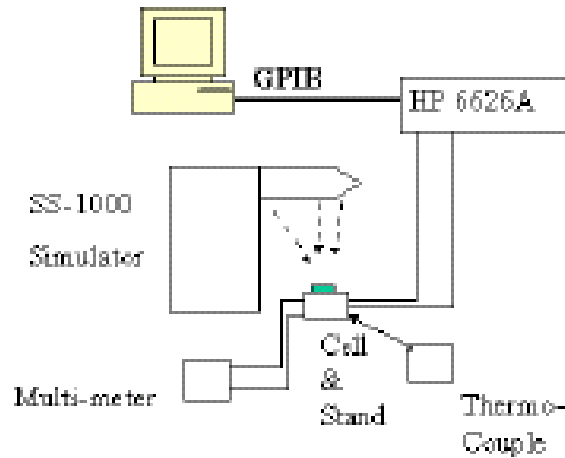 GPIB
HP 6626A
SS-1000
Simulator
Cell
&
Stand
Multi-meter
Thermo-
Couple